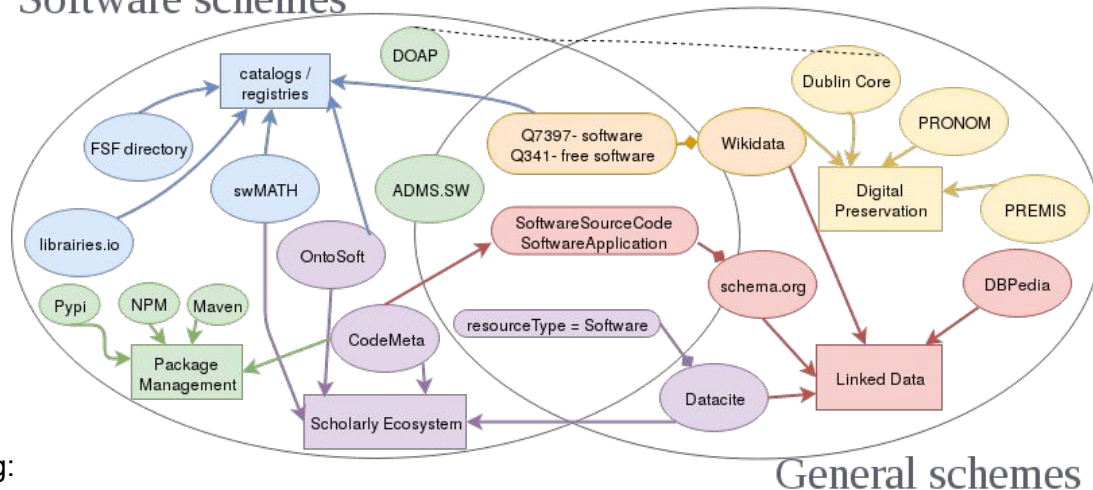 Software schemes
DOAP
catalogs /
registries
Dublin Core
PRONOM
FSF directory
Q7397- software
Q341- free software
Wikidata
swMATH
ADMS.SW
Digital
Preservation
PREMIS
librairies.io
OntoSoft
SoftwareSourceCode
SoftwareApplication
schema.org
DBPedia
Pypi
NPM
Maven
resourceType = Software
CodeMeta
Package
Management
Linked Data
Datacite
Scholarly Ecosystem
g:
General schemes